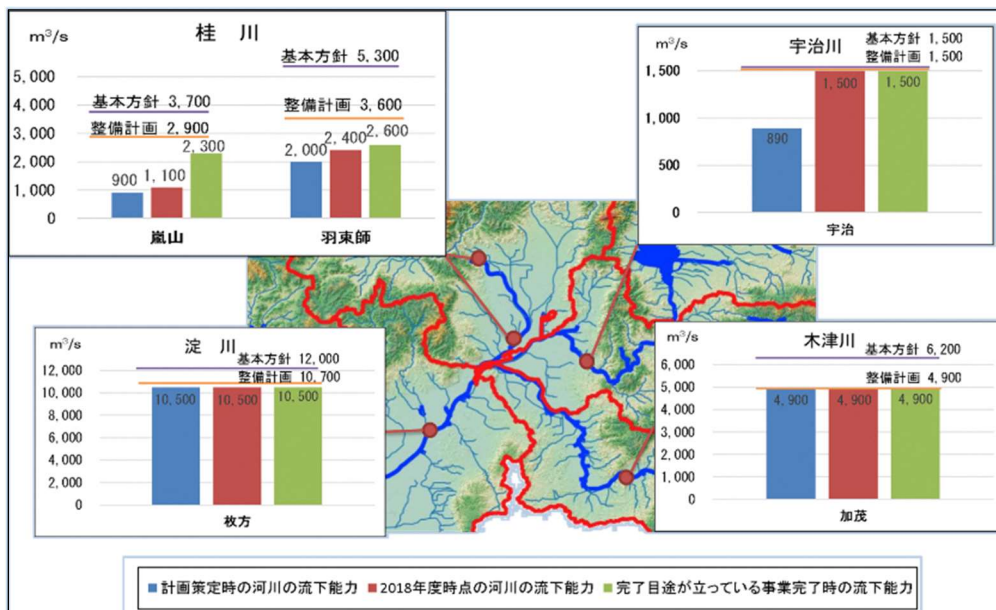 桂 川
m³/s
基本方針 5,300
5,000
4,000
基本方針 3,700
整備計画 3,600
3,000
整備計画 2,900
2,300
2,400
2,600
2,000
2,000
900
1,100
1,000
0
嵐山
羽束師
宇治川
m³/s
基本方針 1,500
整備計画 1,500
1,500
1,500
1,500
1,000
890
500
0
宇治
淀 川
m³/s
基本方針 12,000
12,000
整備計画 10,700
10,000
10,500
10,500
10,500
8,000
6,000
4,000
2,000
0
枚方
木津川
m³/s
基本方針 6,200
6,000
整備計画 4,900
5,000
4,900
4,900
4,900
4,000
3,000
2,000
1,000
0
加茂
計画策定時の河川の流下能力 2018年度時点の河川の流下能力 完了目途が立っている事業完了時の流下能力